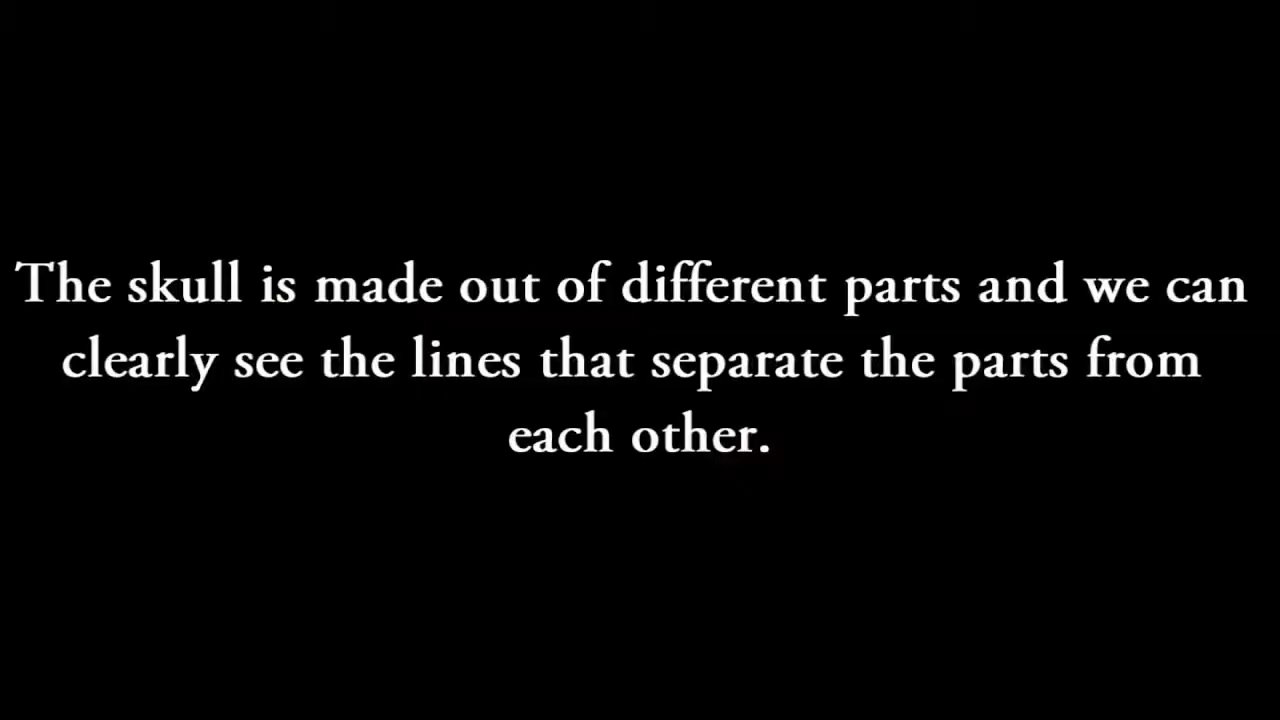 The skull is made out of different parts and we can
clearly see the lines that separate the parts from
each other.